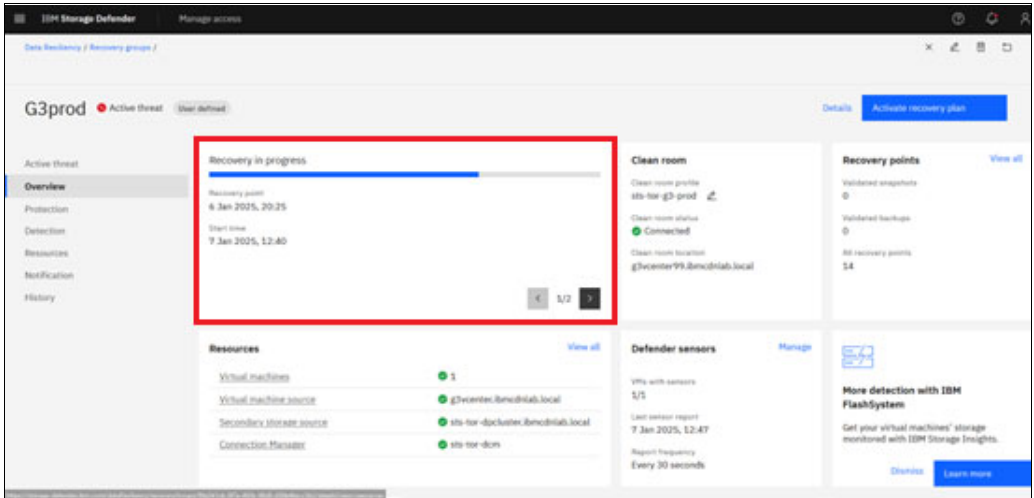 IBM Storage Defender
Manage access
Data Resiliency / Recovery groups /
G3prod
Active threat
User defined
Details
Activate recovery plan
Active threat
Overview
Protection
Detection
Resources
Notification
History
Recovery in progress
Recovery point
6 Jan 2025, 20:25
Start time
7 Jan 2025, 12:40
1/2
Clean room
Clean room profile
sts-tor-g3-prod
Clean room status
Connected
Clean room location
g3vcenter99.ibmcdnlab.local
Recovery points
View all
Validated snapshots
0
Validated backups
0
All recovery points
14
Resources
View all
Virtual machines
1
Virtual machine source
g3vcenter.ibmcdnlab.local
Secondary storage source
sts-tor-dpcluster.ibmcdnlab.local
Connection Manager
sts-tor-dcm
Defender sensors
Manage
VMs with sensors
1/1
Last sensor report
7 Jan 2025, 12:47
Report frequency
Every 30 seconds
More detection with IBM
FlashSystem
Get your virtual machines' storage
monitored with IBM Storage Insights.
Dismiss
Learn more